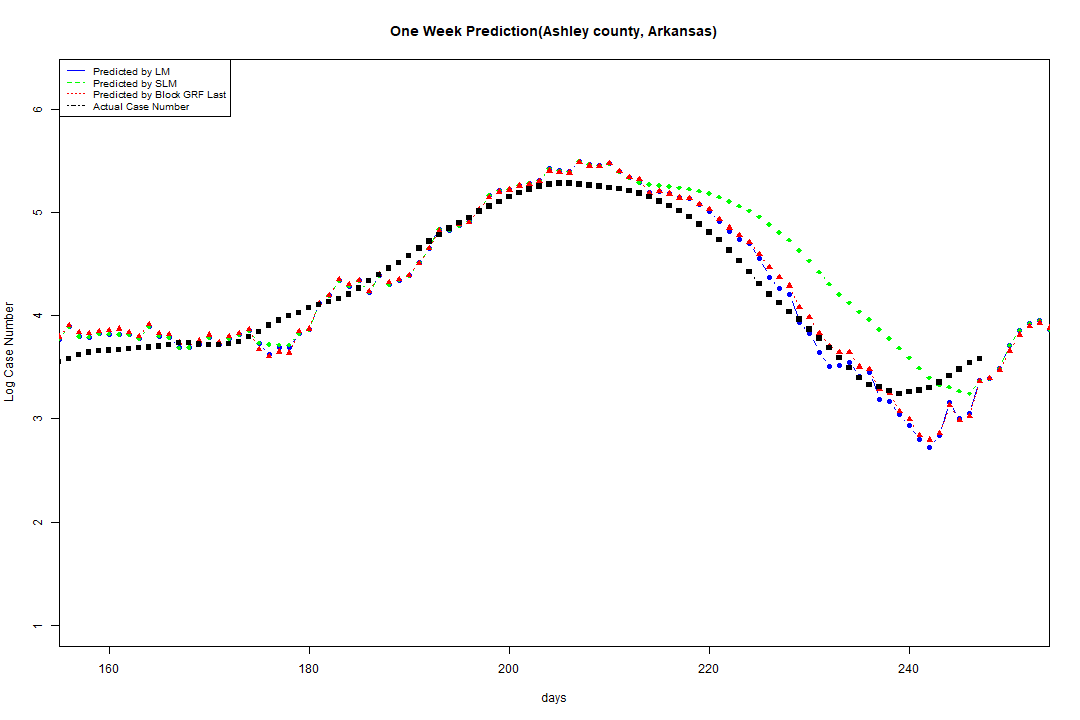 One Week Prediction(Ashley county, Arkansas)
Predicted by LM
Predicted by SLM
Predicted by Block GRF Last
Actual Case Number
6
5
4
3
2
1
Log Case Number
160 180 200 220 240
days